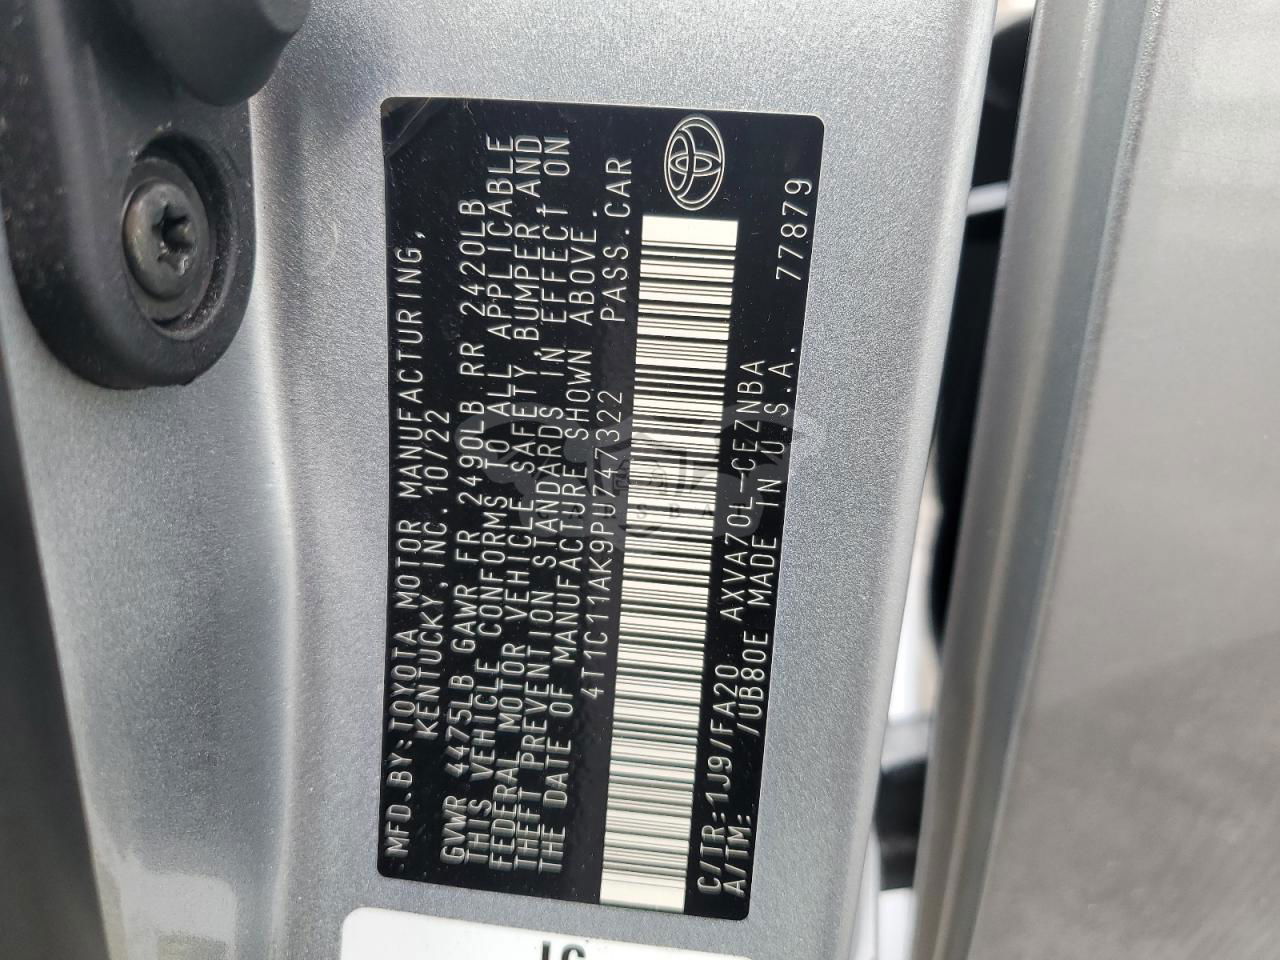 MFD.BY:TOYOTA MOTOR MANUFACTURING,
KENTUCKY,INC.10/22
GVWR 4475LB GAWR FR 2490LB RR 2420LB
THIS VEHICLE CONFORMS TO ALL APPLICABLE
FEDERAL MOTOR VEHICLE SAFETY,BUMPER,AND
THEFT PREVENTION STANDARDS IN EFFECT ON
THE DATE OF MANUFACTURE SHOWN ABOVE.
4T1C11AK9PU747322 PASS.CAR
C/TR:1J9/FA20 AXVA70L-CEZNBA
A/TM: /UB80E MADE IN U.S.A. 77879